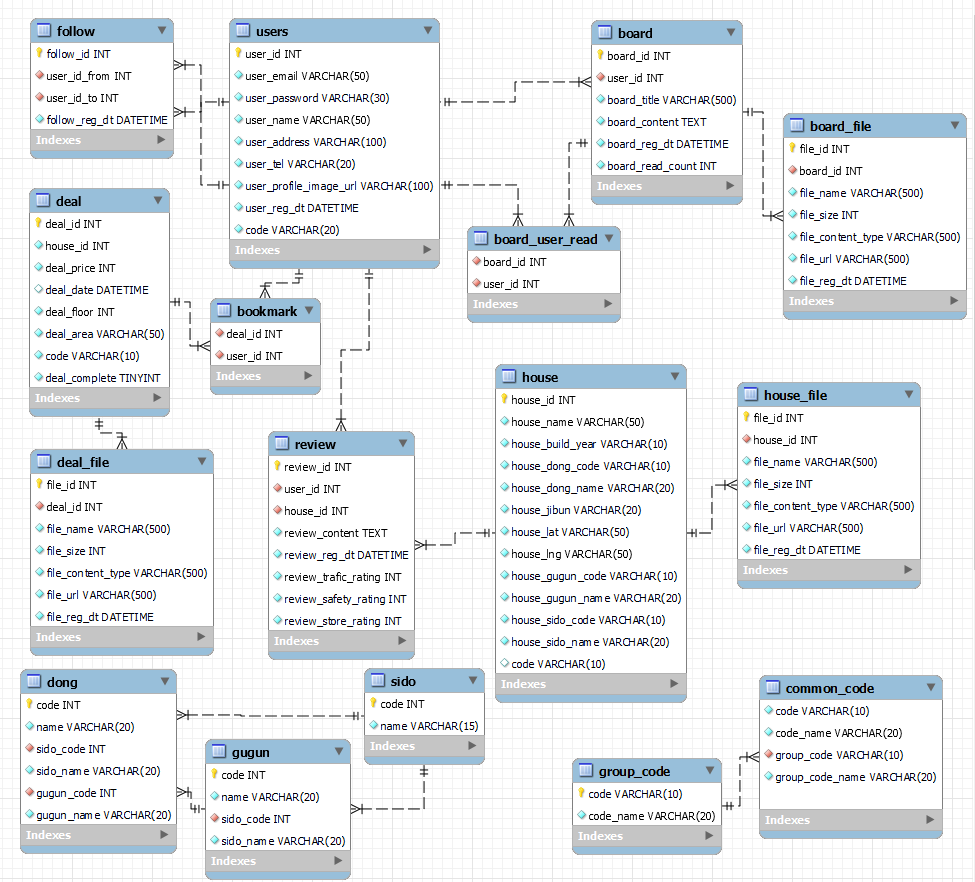 follow
follow_id INT
user_id_from INT
user_id_to INT
follow_reg_dt DATETIME
Indexes
users
user_id INT
user_email VARCHAR(50)
user_password VARCHAR(30)
user_name VARCHAR(50)
user_address VARCHAR(100)
user_tel VARCHAR(20)
user_profile_image_url VARCHAR(100)
user_reg_dt DATETIME
code VARCHAR(20)
Indexes
board
board_id INT
user_id INT
board_title VARCHAR(500)
board_content TEXT
board_reg_dt DATETIME
board_read_count INT
Indexes
board_file
file_id INT
board_id INT
file_name VARCHAR(500)
file_size INT
file_content_type VARCHAR(500)
file_url VARCHAR(500)
file_reg_dt DATETIME
Indexes
deal
deal_id INT
house_id INT
deal_price INT
deal_date DATETIME
deal_floor INT
deal_area VARCHAR(50)
code VARCHAR(10)
deal_complete TINYINT
Indexes
board_user_read
board_id INT
user_id INT
Indexes
bookmark
deal_id INT
user_id INT
Indexes
house
house_id INT
house_name VARCHAR(50)
house_build_year VARCHAR(10)
house_dong_code VARCHAR(10)
house_dong_name VARCHAR(20)
house_jibun VARCHAR(20)
house_lat VARCHAR(50)
house_lng VARCHAR(50)
house_gugun_code VARCHAR(10)
house_gugun_name VARCHAR(20)
house_sido_code VARCHAR(10)
house_sido_name VARCHAR(20)
code VARCHAR(10)
Indexes
house_file
file_id INT
house_id INT
file_name VARCHAR(500)
file_size INT
file_content_type VARCHAR(500)
file_url VARCHAR(500)
file_reg_dt DATETIME
Indexes
deal_file
file_id INT
deal_id INT
file_name VARCHAR(500)
file_size INT
file_content_type VARCHAR(500)
file_url VARCHAR(500)
file_reg_dt DATETIME
Indexes
review
review_id INT
user_id INT
house_id INT
review_content TEXT
review_reg_dt DATETIME
review_trafic_rating INT
review_safety_rating INT
review_store_rating INT
Indexes
dong
code INT
name VARCHAR(20)
sido_code INT
sido_name VARCHAR(20)
gugun_code INT
gugun_name VARCHAR(20)
Indexes
sido
code INT
name VARCHAR(15)
Indexes
gugun
code INT
name VARCHAR(20)
sido_code INT
sido_name VARCHAR(20)
Indexes
group_code
code VARCHAR(10)
code_name VARCHAR(20)
Indexes
common_code
code VARCHAR(10)
code_name VARCHAR(20)
group_code VARCHAR(10)
group_code_name VARCHAR(20)
Indexes